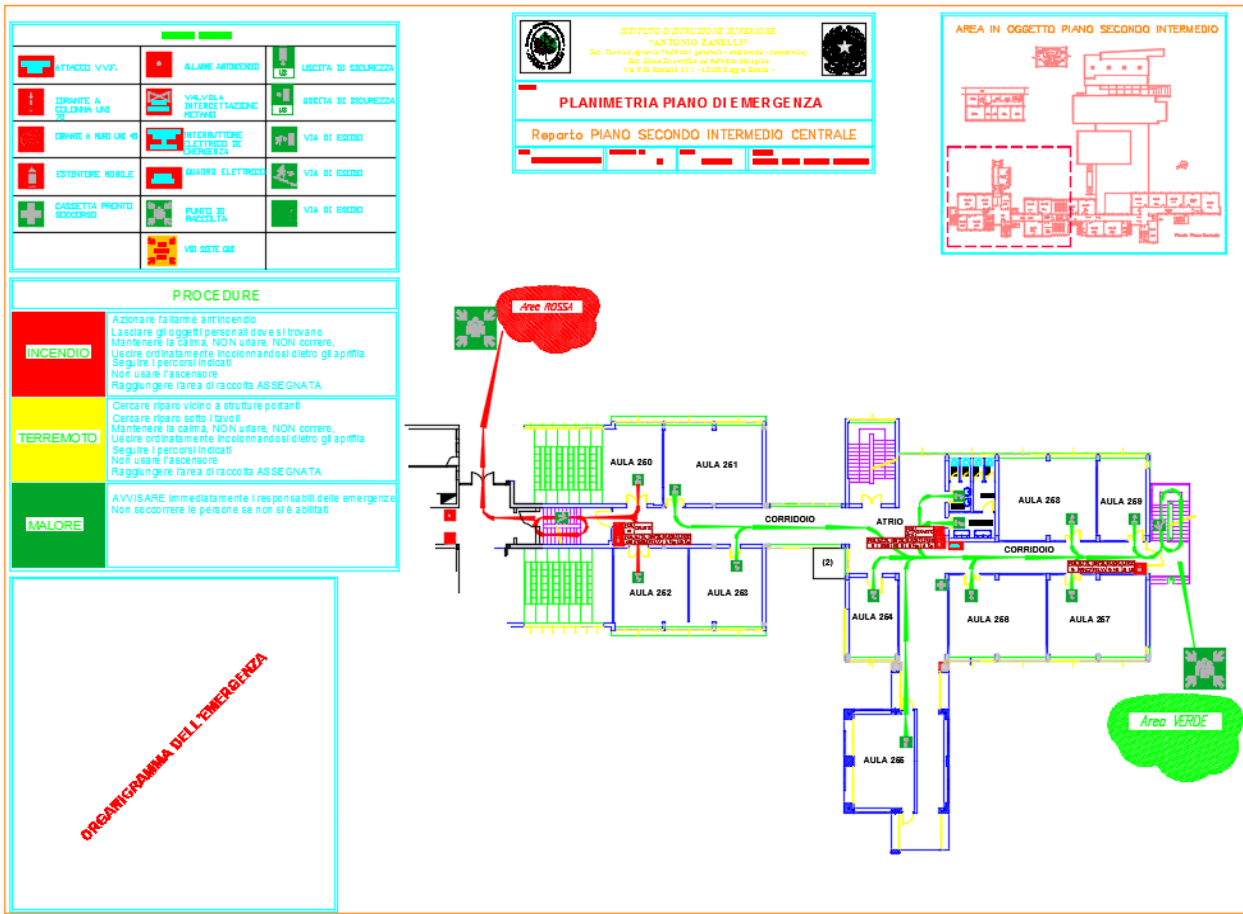 ATTACCO V.V.F.
ALLARME ANTINCENDIO
USCITA DI SICUREZZA
IDRANTE A
COLONNA UNI
70
VALVOLA
INTERCETTAZIONE
METANO
USCITA DI SICUREZZA
IDRANTE A MURO UNI 45
INTERRUTTORE
ELETTRICO DI
EMERGENZA
VIA DI ESODO
ESTINTORE MOBILE
QUADRO ELETTRICO
VIA DI ESODO
CASSETTA PRONTO
SOCCORSO
PUNTO DI
RACCOLTA
VIA DI ESODO
VOI SIETE QUI
ISTITUTO D'ISTRUZIONE SUPERIORE
"ANTONIO ZANELLI"
PLANIMETRIA PIANO DI EMERGENZA
Reparto PIANO SECONDO INTERMEDIO CENTRALE
AREA IN OGGETTO PIANO SECONDO INTERMEDIO
PROCEDURE
INCENDIO
Azionare l'allarme antincendio
Lasciare gli oggetti personali dove si trovano
Mantenere la calma, NON urlare, NON correre,
Uscire ordinatamente incolonnandosi dietro gli aprifila
Seguire i percorsi indicati
Non usare l'ascensore
Raggiungere l'area di raccolta ASSEGNATA
TERREMOTO
Cercare riparo vicino a strutture portanti
Cercare riparo sotto i tavoli
Mantenere la calma, NON urlare, NON correre,
Uscire ordinatamente incolonnandosi dietro gli aprifila
Seguire i percorsi indicati
Non usare l'ascensore
Raggiungere l'area di raccolta ASSEGNATA
MALORE
AVVISARE immediatamente i responsabili delle emergenze
Non soccorrere le persone se non si è abilitati
ORGANIGRAMMA DELL'EMERGENZA
Area ROSSA
AULA 260
AULA 261
AULA 262
AULA 263
CORRIDOIO
ATRIO
(2)
AULA 268
AULA 269
CORRIDOIO
AULA 264
AULA 266
AULA 267
AULA 265
Area VERDE